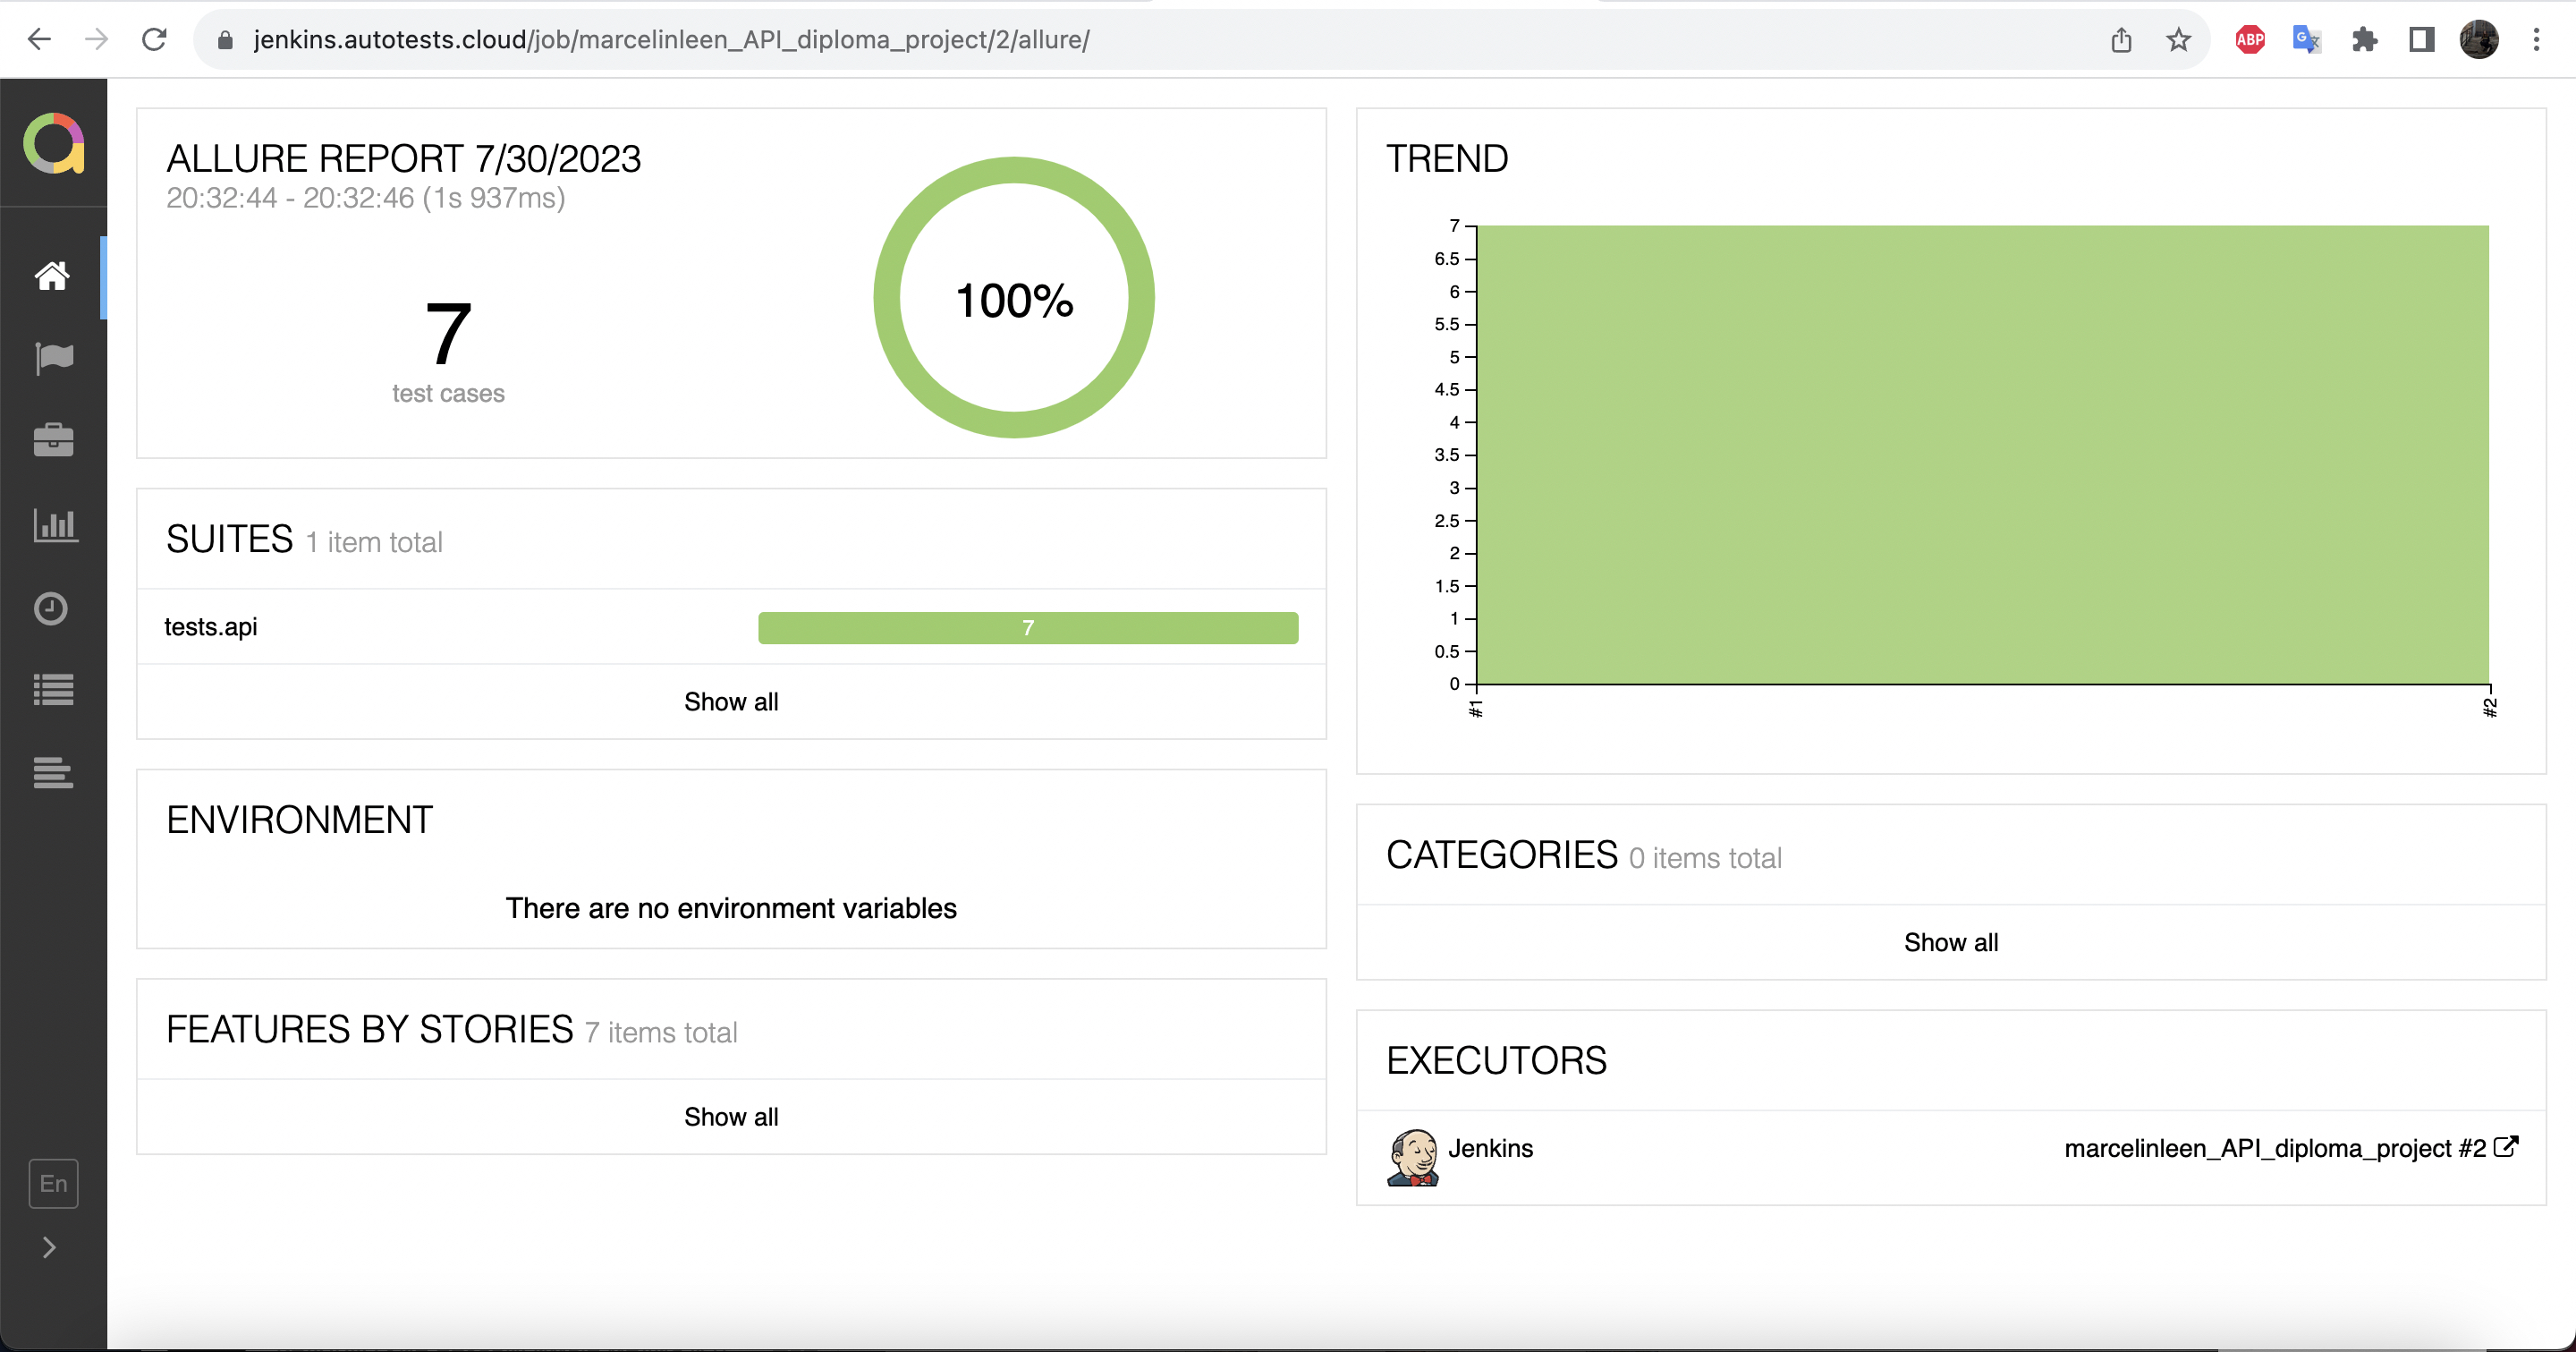 jenkins.autotests.cloud/job/marcelinleen_API_diploma_project/2/allure/
ABP
G
ALLURE REPORT 7/30/2023
20:32:44 - 20:32:46 (1s 937ms)
7
test cases
100%
SUITES 1 item total
tests.api 7
Show all
ENVIRONMENT
There are no environment variables
FEATURES BY STORIES 7 items total
Show all
TREND
7
6.5
6
5.5
5
4.5
4
3.5
3
2.5
2
1.5
1
0.5
0
#1
#2
CATEGORIES 0 items total
Show all
EXECUTORS
Jenkins marcelinleen_API_diploma_project #2
En